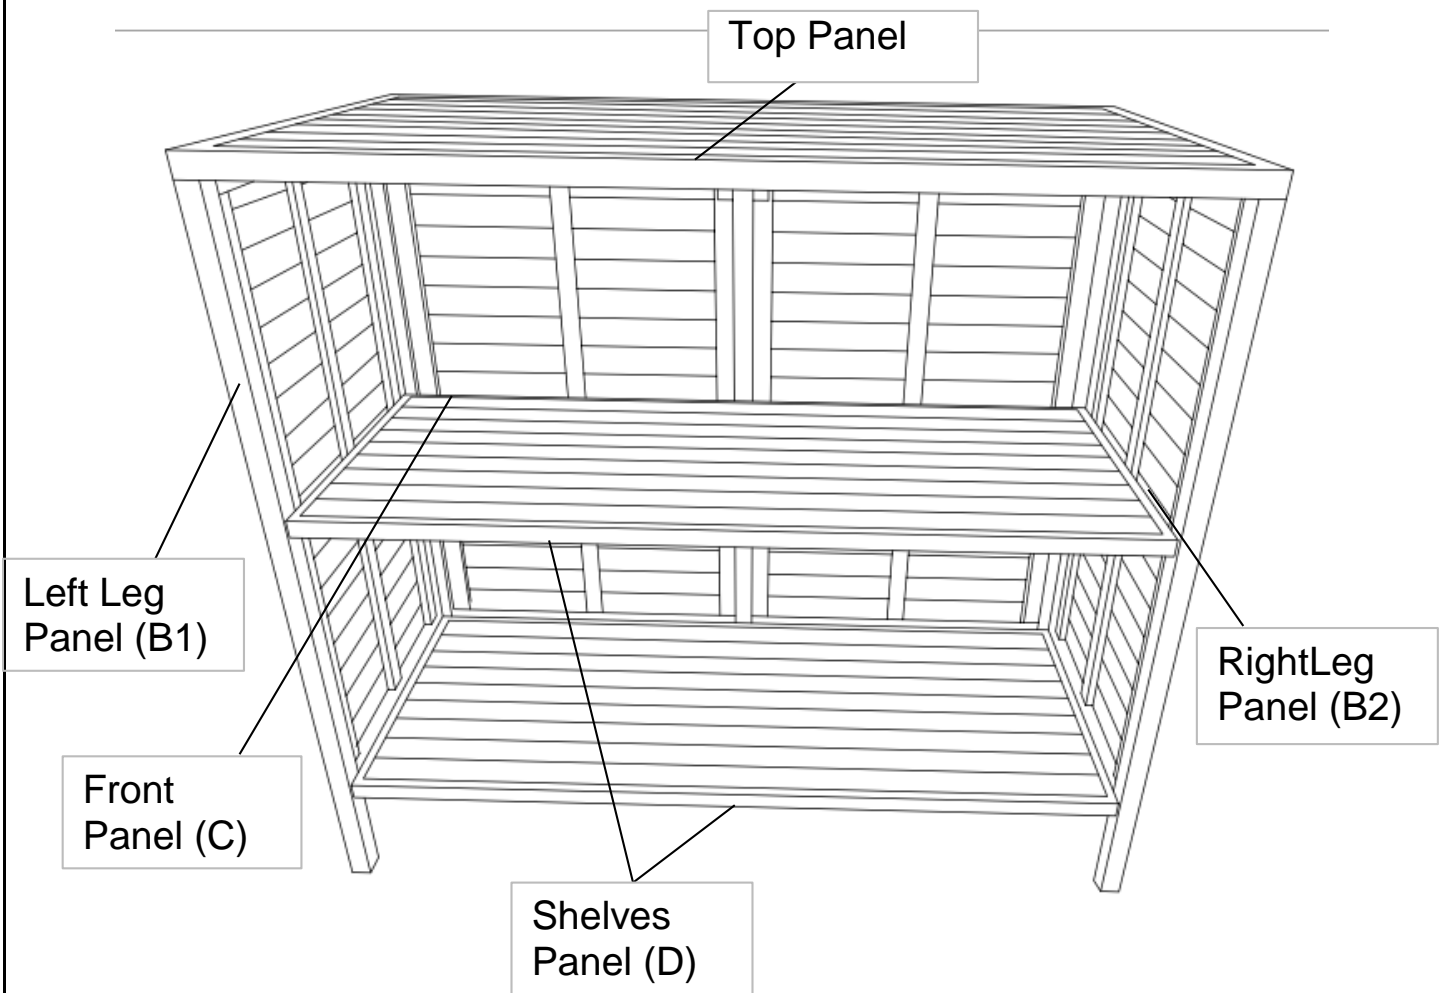 Top Panel
Left Leg
Panel (B1)
RightLeg
Panel (B2)
Front
Panel (C)
Shelves
Panel (D)